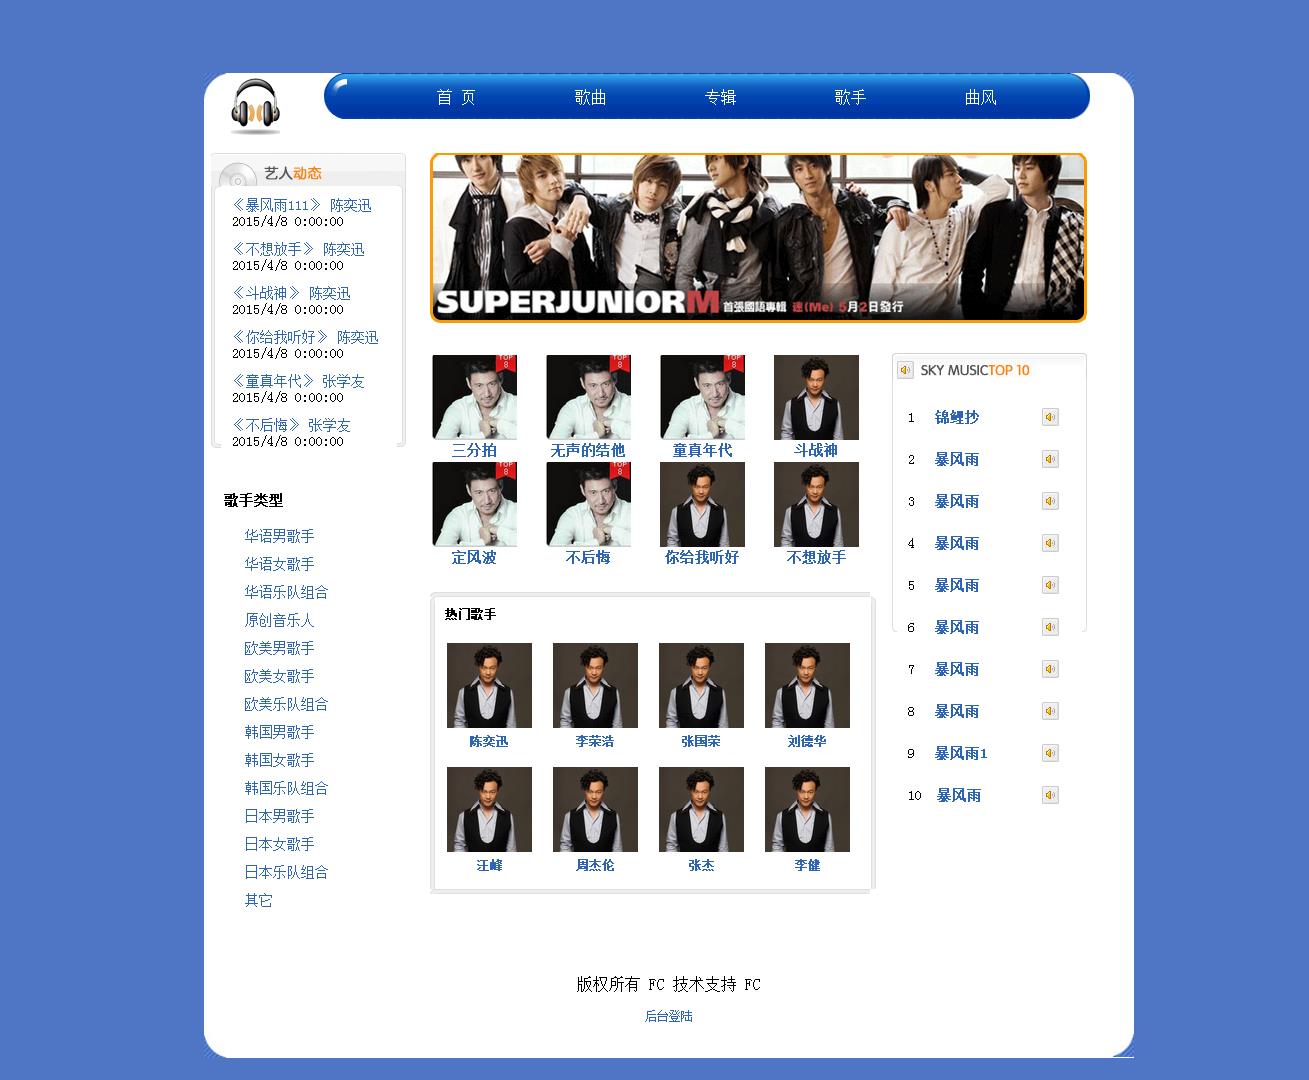 首 页
歌曲
专辑
歌手
曲风
艺人动态
《暴风雨111》 陈奕迅
2015/4/8 0:00:00
《不想放手》 陈奕迅
2015/4/8 0:00:00
《斗战神》 陈奕迅
2015/4/8 0:00:00
《你给我听好》 陈奕迅
2015/4/8 0:00:00
《童真年代》 张学友
2015/4/8 0:00:00
《不后悔》 张学友
2015/4/8 0:00:00
歌手类型
华语男歌手
华语女歌手
华语乐队组合
原创音乐人
欧美男歌手
欧美女歌手
欧美乐队组合
韩国男歌手
韩国女歌手
韩国乐队组合
日本男歌手
日本女歌手
日本乐队组合
其它
SUPERJUNIORM 首張國語專輯 迷(Me) 5月2日發行
TOP 8
TOP 8
TOP 8
三分拍
无声的结他
童真年代
斗战神
TOP 8
TOP 8
定风波
不后悔
你给我听好
不想放手
热门歌手
陈奕迅
李荣浩
张国荣
刘德华
汪峰
周杰伦
张杰
李健
SKY MUSICTOP 10
1 锦鲤抄
2 暴风雨
3 暴风雨
4 暴风雨
5 暴风雨
6 暴风雨
7 暴风雨
8 暴风雨
9 暴风雨1
10 暴风雨
版权所有 FC 技术支持 FC
后台登陆